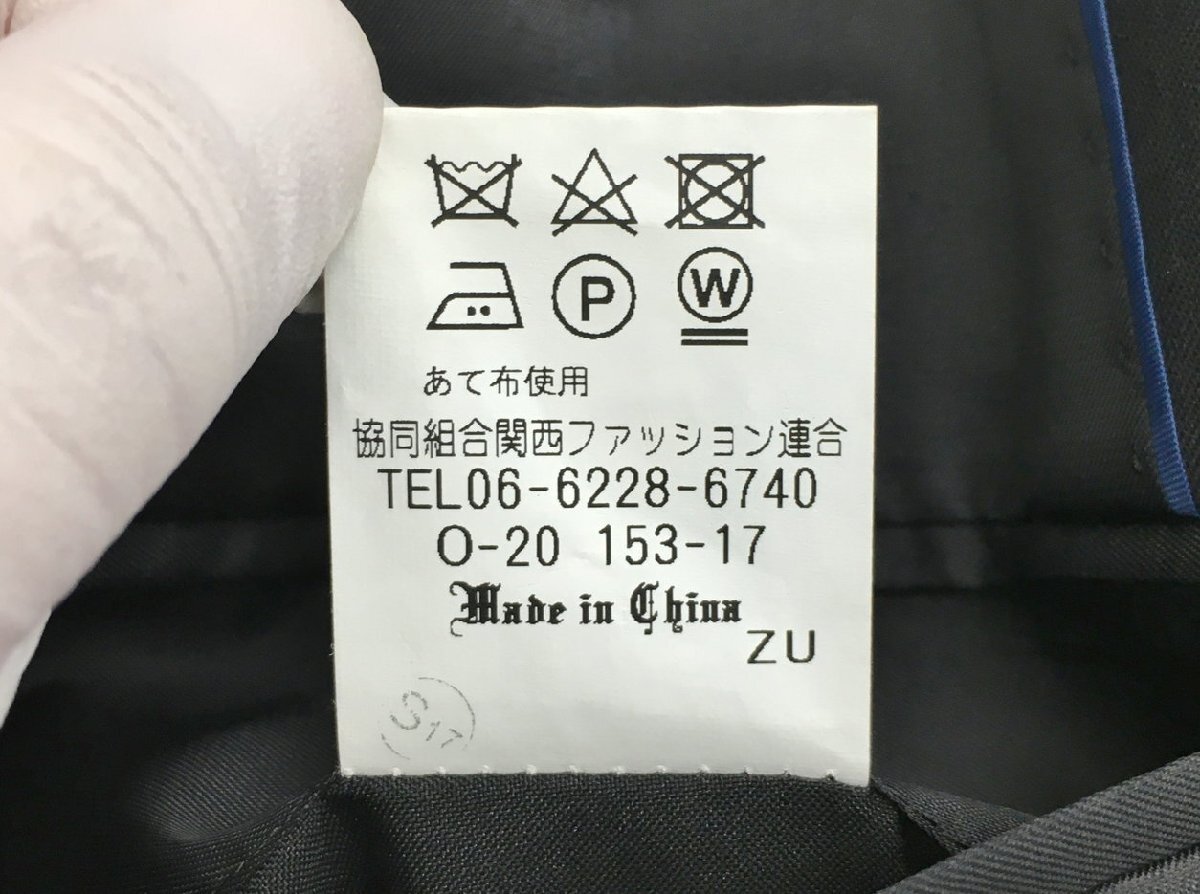 P W
あて布使用
協同組合関西ファッション連合
TEL06-6228-6740
O-20 153-17
Made in China
ZU
S17